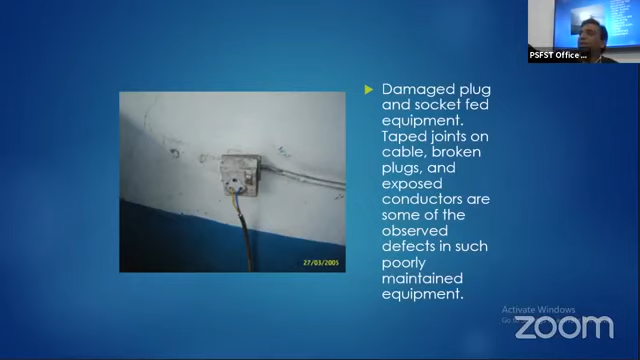 PSFST Office ...
Damaged plug
and socket fed
equipment.
Taped joints on
cable, broken
plugs, and
exposed
conductors are
some of the
observed
defects in such
poorly
maintained
equipment.
27/03/2005
Activate Windows
zoom